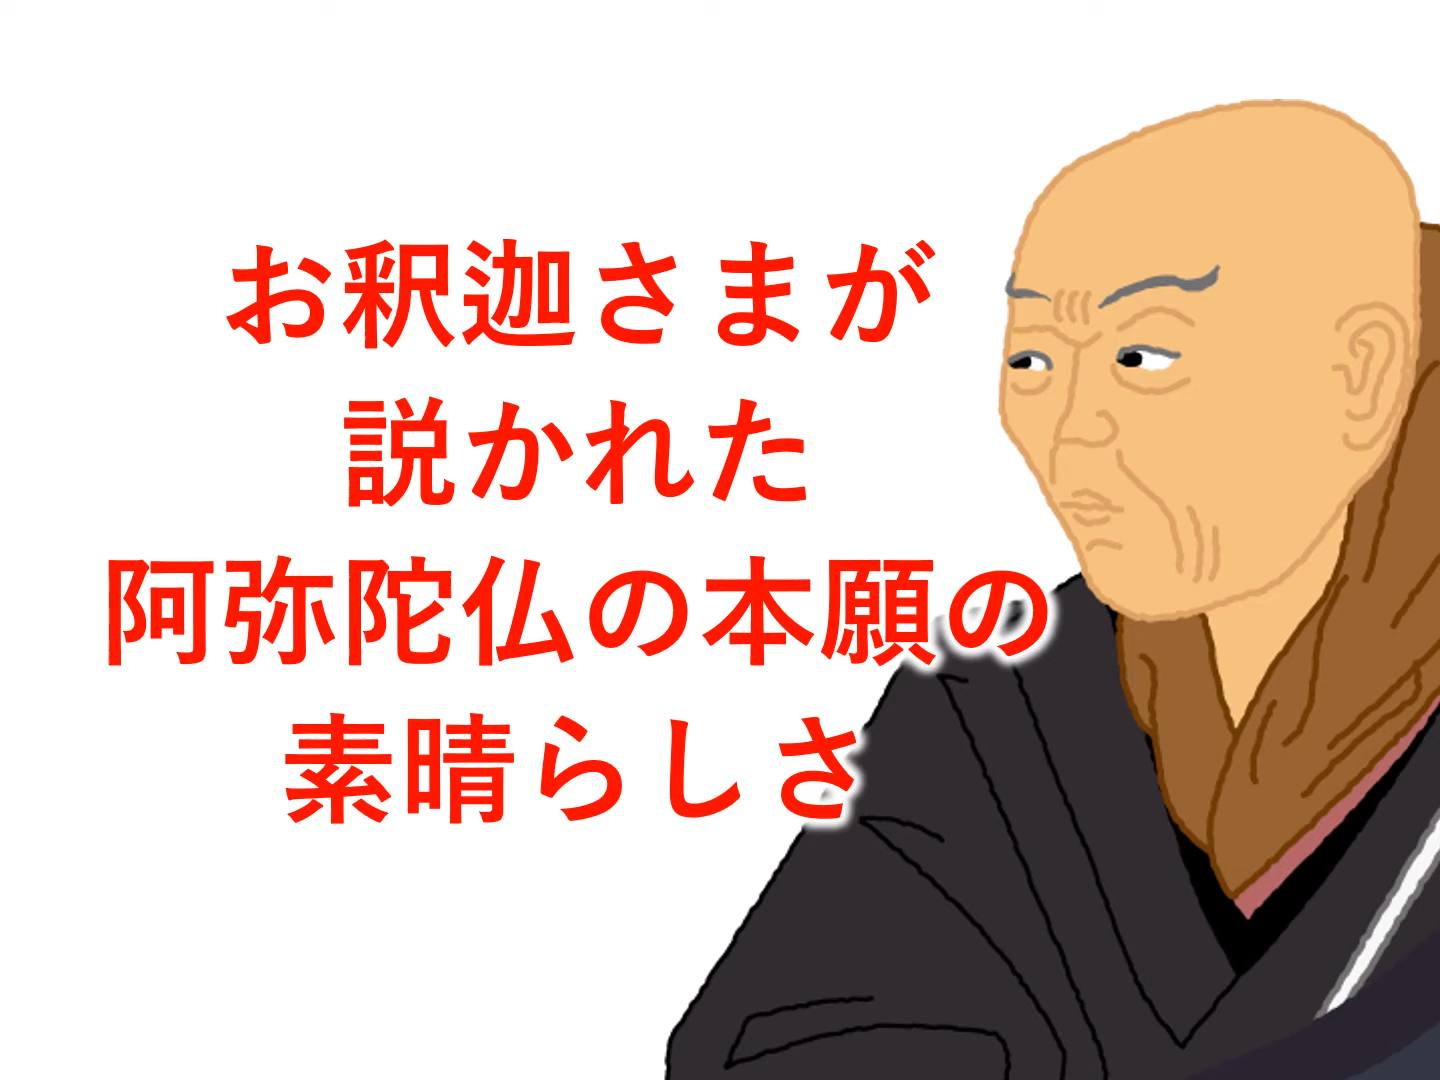 お釈迦さまが
説かれた
阿弥陀仏の本願の
素晴らしさ